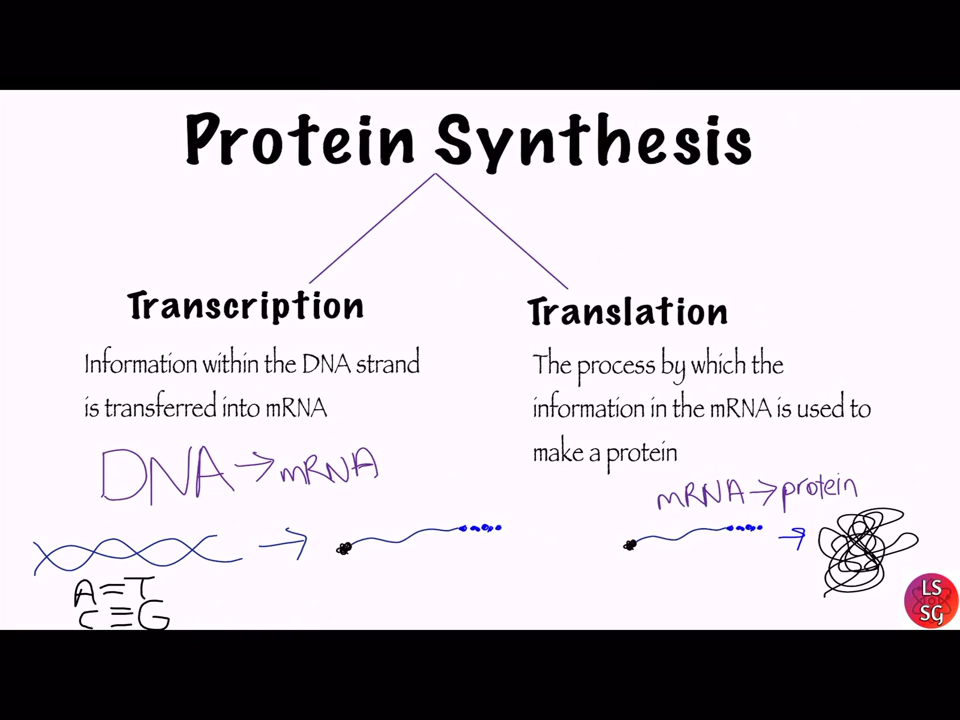 Protein Synthesis
Transcription
Information within the DNA strand
is transferred into mRNA
DNA → mRNA
A = T
C ≡ G
Translation
The process by which the
information in the mRNA is used to
make a protein
mRNA → protein
LS
SG